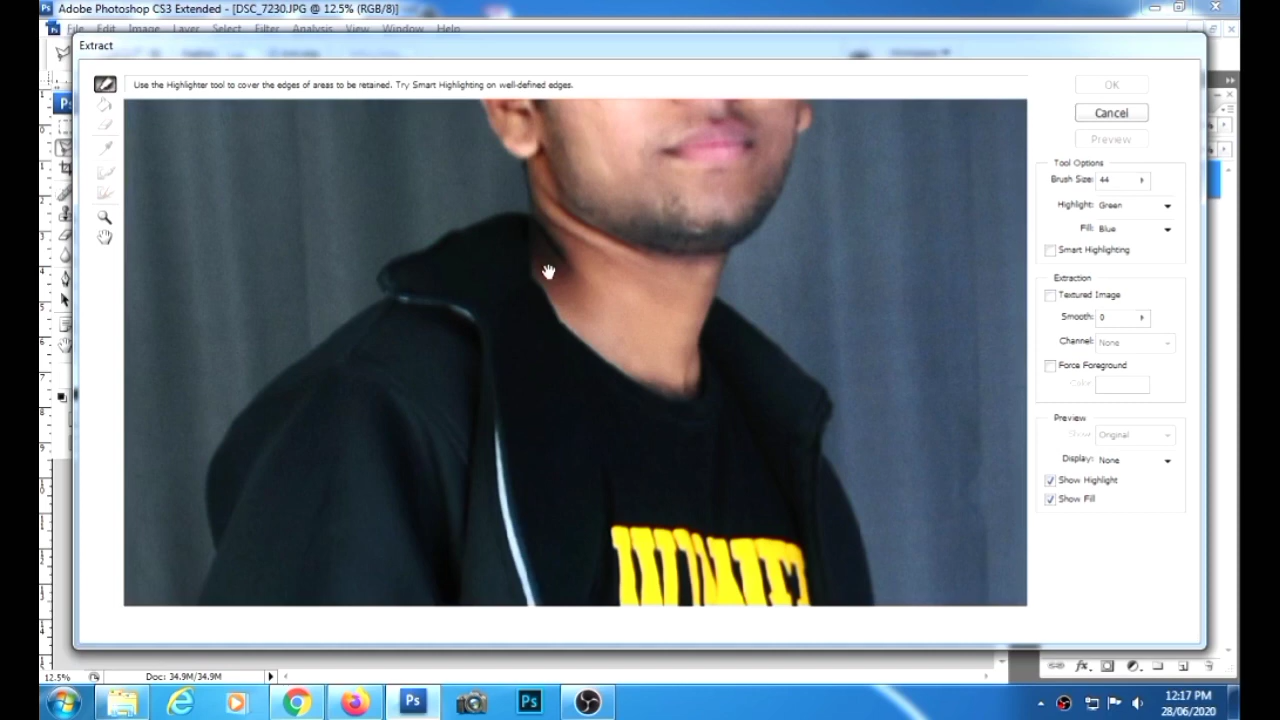 Adobe Photoshop CS3 Extended - [DSC_7230.JPG @ 12.5% (RGB/8)]
File Edit Image Layer Select Filter Analysis View Window Help
Extract
Use the Highlighter tool to cover the edges of areas to be retained. Try Smart Highlighting on well-defined edges.
OK
Cancel
Preview
Tool Options
Brush Size: 44
Highlight: Green
Fill: Blue
Smart Highlighting
Extraction
Textured Image
Smooth: 0
Channel: None
Force Foreground
Color:
Preview
Show: Original
Display: None
Show Highlight
Show Fill
12.5% Doc: 34.9M/34.9M
Ps Ps
12:17 PM
28/06/2020